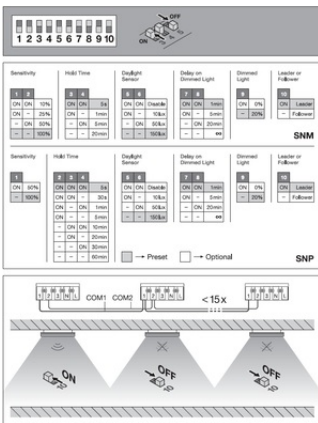 OFF
ON
1 2 3 4 5 6 7 8 9 10
Sensitivity Hold Time Daylight Sensor Delay on Dimmed Light Dimmed Light Leader or Follower
1 2 3 4 5 6 7 8 9 10
ON ON 10% ON ON 5s ON ON Disable ON ON 1min ON 0% ON Leader
ON - 25% ON - 1min ON - 10lux ON - 5min - 20% - Follower
- ON 50% - ON 5min - ON 50lux - ON 20min
- - 100% - - 20min - - 150lux - - ∞
SNM
Sensitivity Hold Time Daylight Sensor Delay on Dimmed Light Dimmed Light Leader or Follower
1 2 3 4 5 6 7 8 9 10
ON 50% ON ON ON 5s ON ON Disable ON ON 1min ON 0% ON Leader
- 100% - ON ON 30s ON - 10lux ON - 5min - 20% - Follower
ON - ON 1min - ON 50lux - ON 20min
- - ON 5min - - 150lux - - ∞
ON ON - 10min
- ON - 20min
ON - - 30min
- - - 60min
→ Preset → Optional
SNP
1 2 3 N L COM1 COM2 1 2 3 N L <15x 1 2 3 N L
ON OFF OFF